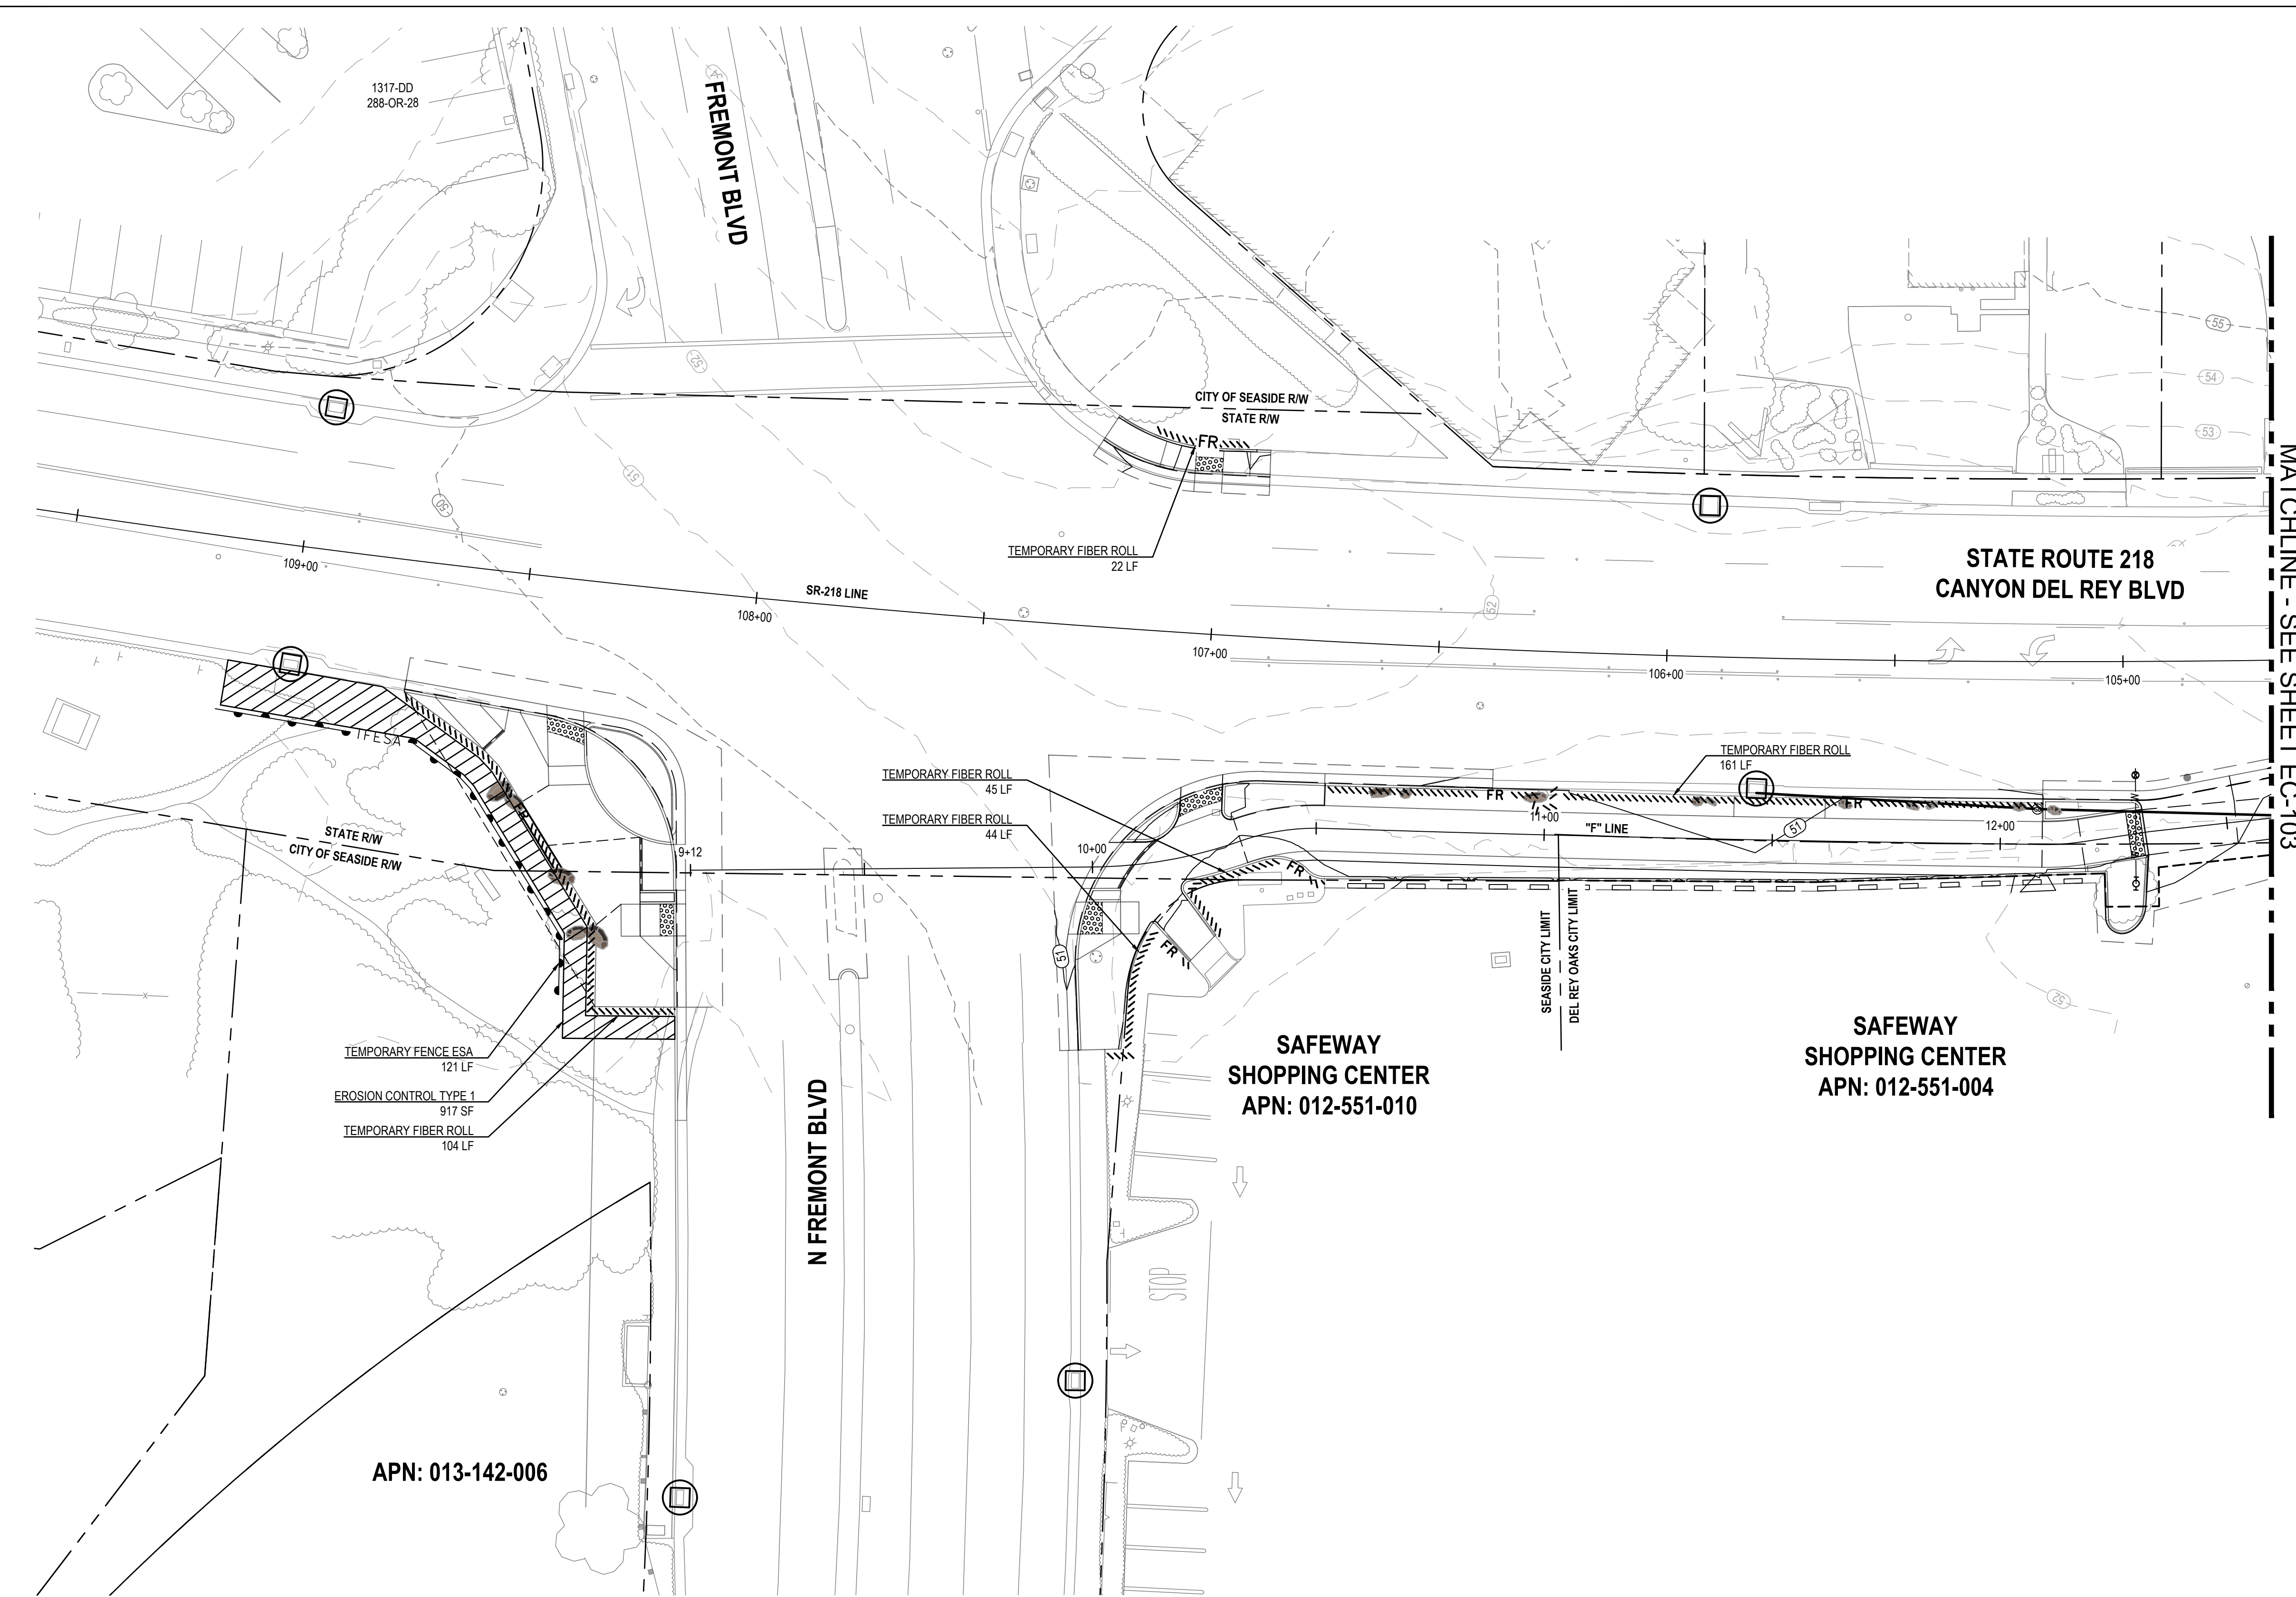 1317-DD
288-OR-28
FREMONT BLVD
55
54
53
52
51
50
CITY OF SEASIDE R/W
STATE R/W
FR
TEMPORARY FIBER ROLL
22 LF
STATE ROUTE 218
CANYON DEL REY BLVD
MATCHLINE - SEE SHEET EC-103
109+00
108+00
SR-218 LINE
107+00
106+00
105+00
52
TFESA
FR
STATE R/W
CITY OF SEASIDE R/W
9+12
TEMPORARY FIBER ROLL
45 LF
TEMPORARY FIBER ROLL
44 LF
TEMPORARY FIBER ROLL
161 LF
FR
FR
10+00
11+00
"F" LINE
51
12+00
W
FR
FR
51
SEASIDE CITY LIMIT
DEL REY OAKS CITY LIMIT
52
x
TEMPORARY FENCE ESA
121 LF
EROSION CONTROL TYPE 1
917 SF
TEMPORARY FIBER ROLL
104 LF
N FREMONT BLVD
SAFEWAY
SHOPPING CENTER
APN: 012-551-010
SAFEWAY
SHOPPING CENTER
APN: 012-551-004
STOP
APN: 013-142-006